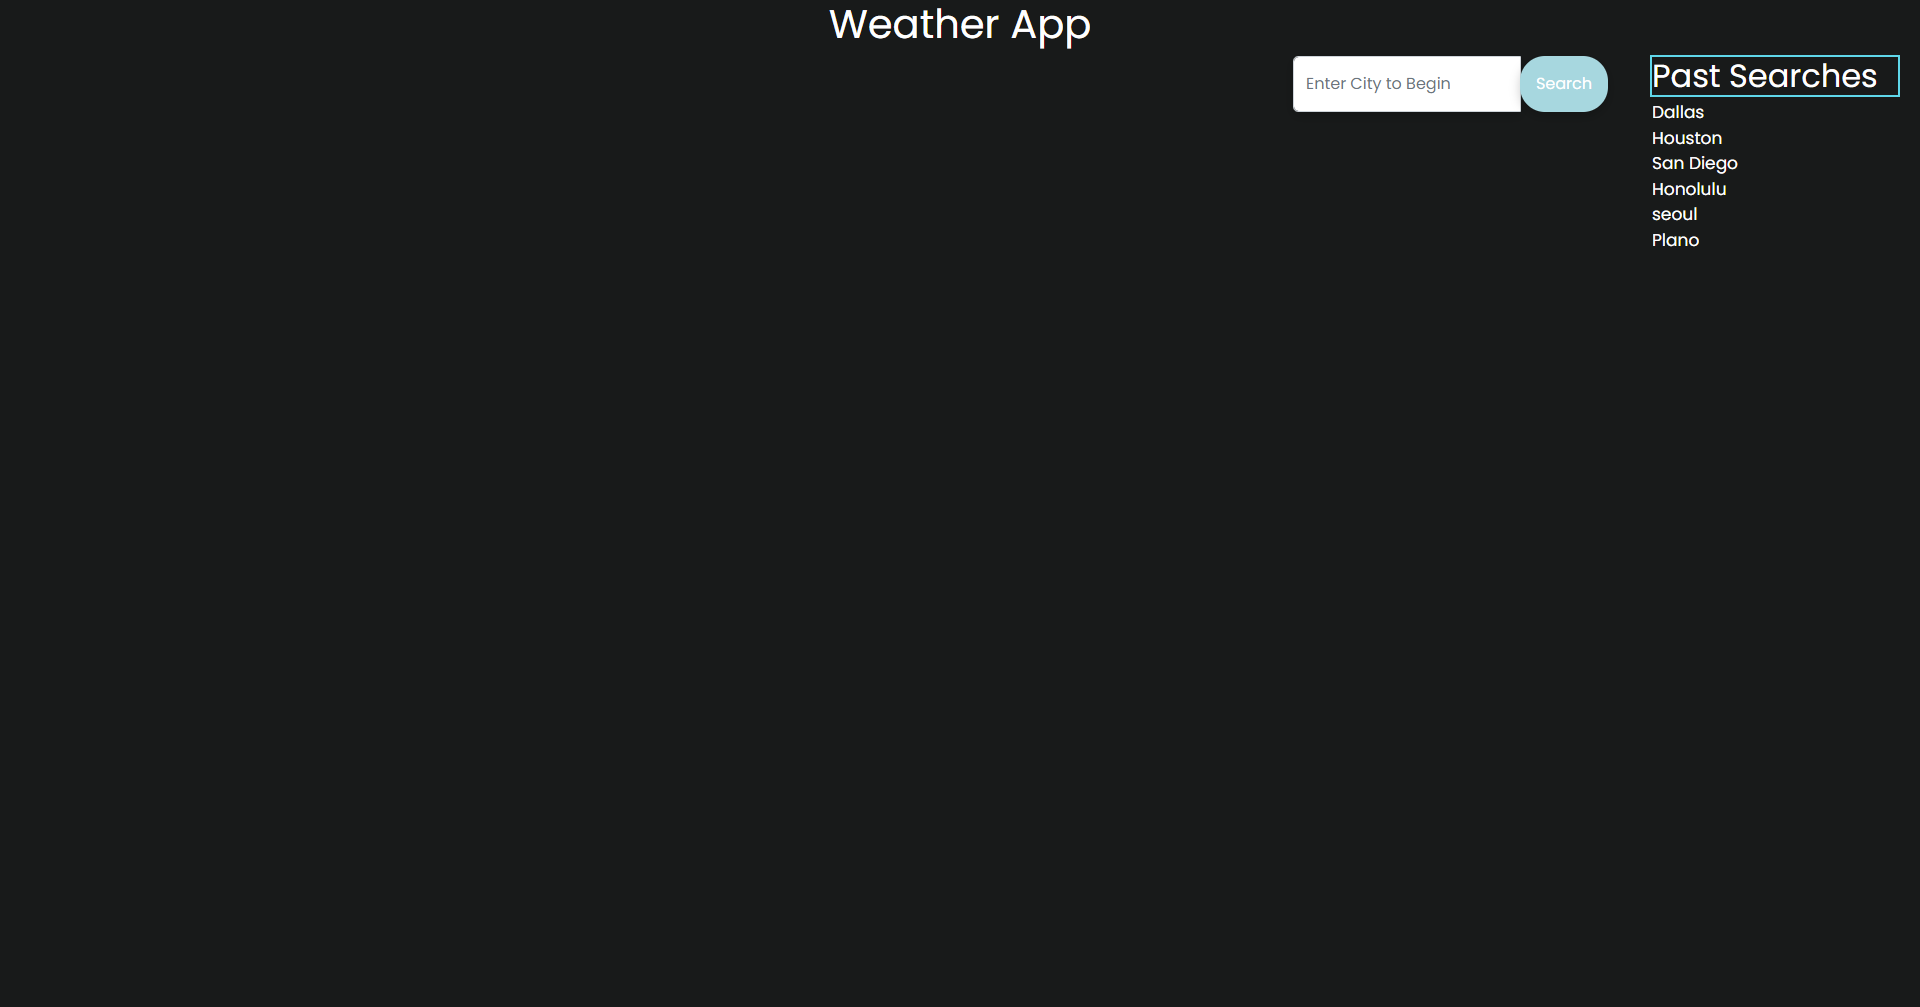 Weather App
Enter City to Begin
Search
Past Searches
Dallas
Houston
San Diego
Honolulu
seoul
Plano